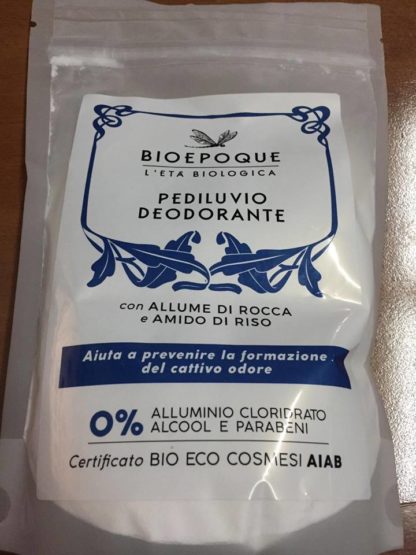 BIOEPOQUE
L'ETA BIOLOGICA
PEDILUVIO
DEODORANTE
con ALLUME DI ROCCA
e AMIDO DI RISO
Aiuta a prevenire la formazione
del cattivo odore
0% ALLUMINIO CLORIDRATO
ALCOOL E PARABENI
Certificato BIO ECO COSMESI AIAB